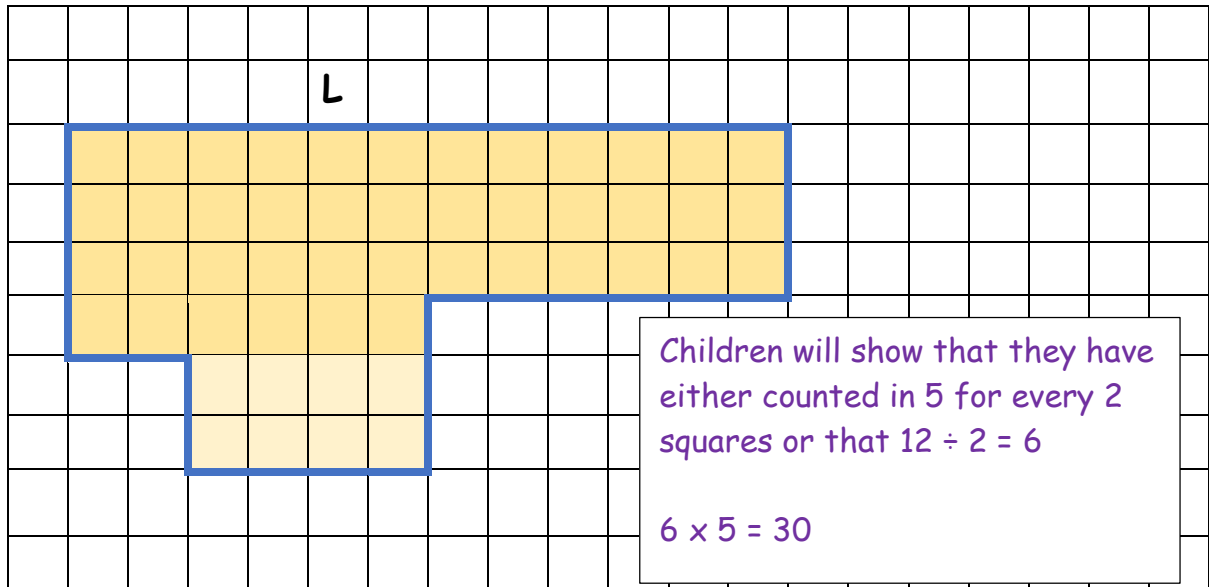 L
Children will show that they have
either counted in 5 for every 2
squares or that 12 ÷ 2 = 6
6 x 5 = 30